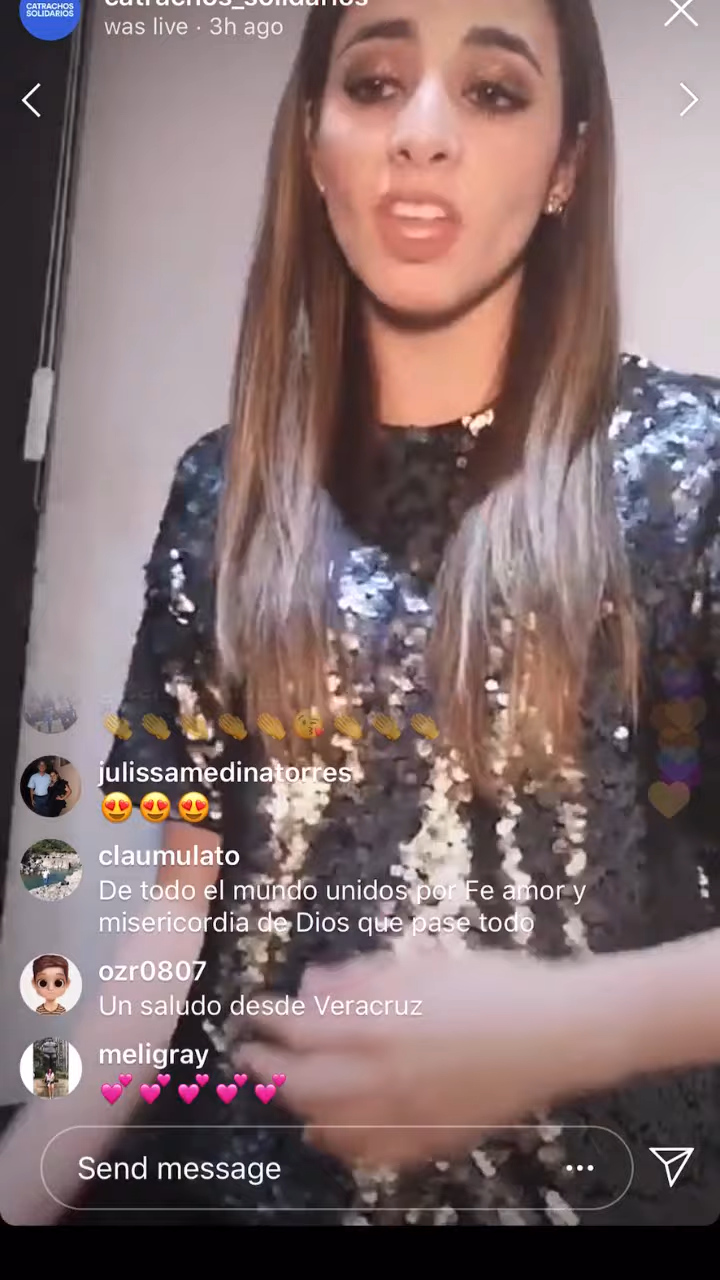 CATRACHOS
SOLIDARIOS
catrachos_solidarios
was live · 3h ago
👏👏👏👏👏😘👏👏👏
julissamedinatorres
😍😍😍
claumulato
De todo el mundo unidos por Fe amor y
misericordia de Dios que pase todo
ozr0807
Un saludo desde Veracruz
meligray
💕💕💕💕💕
Send message